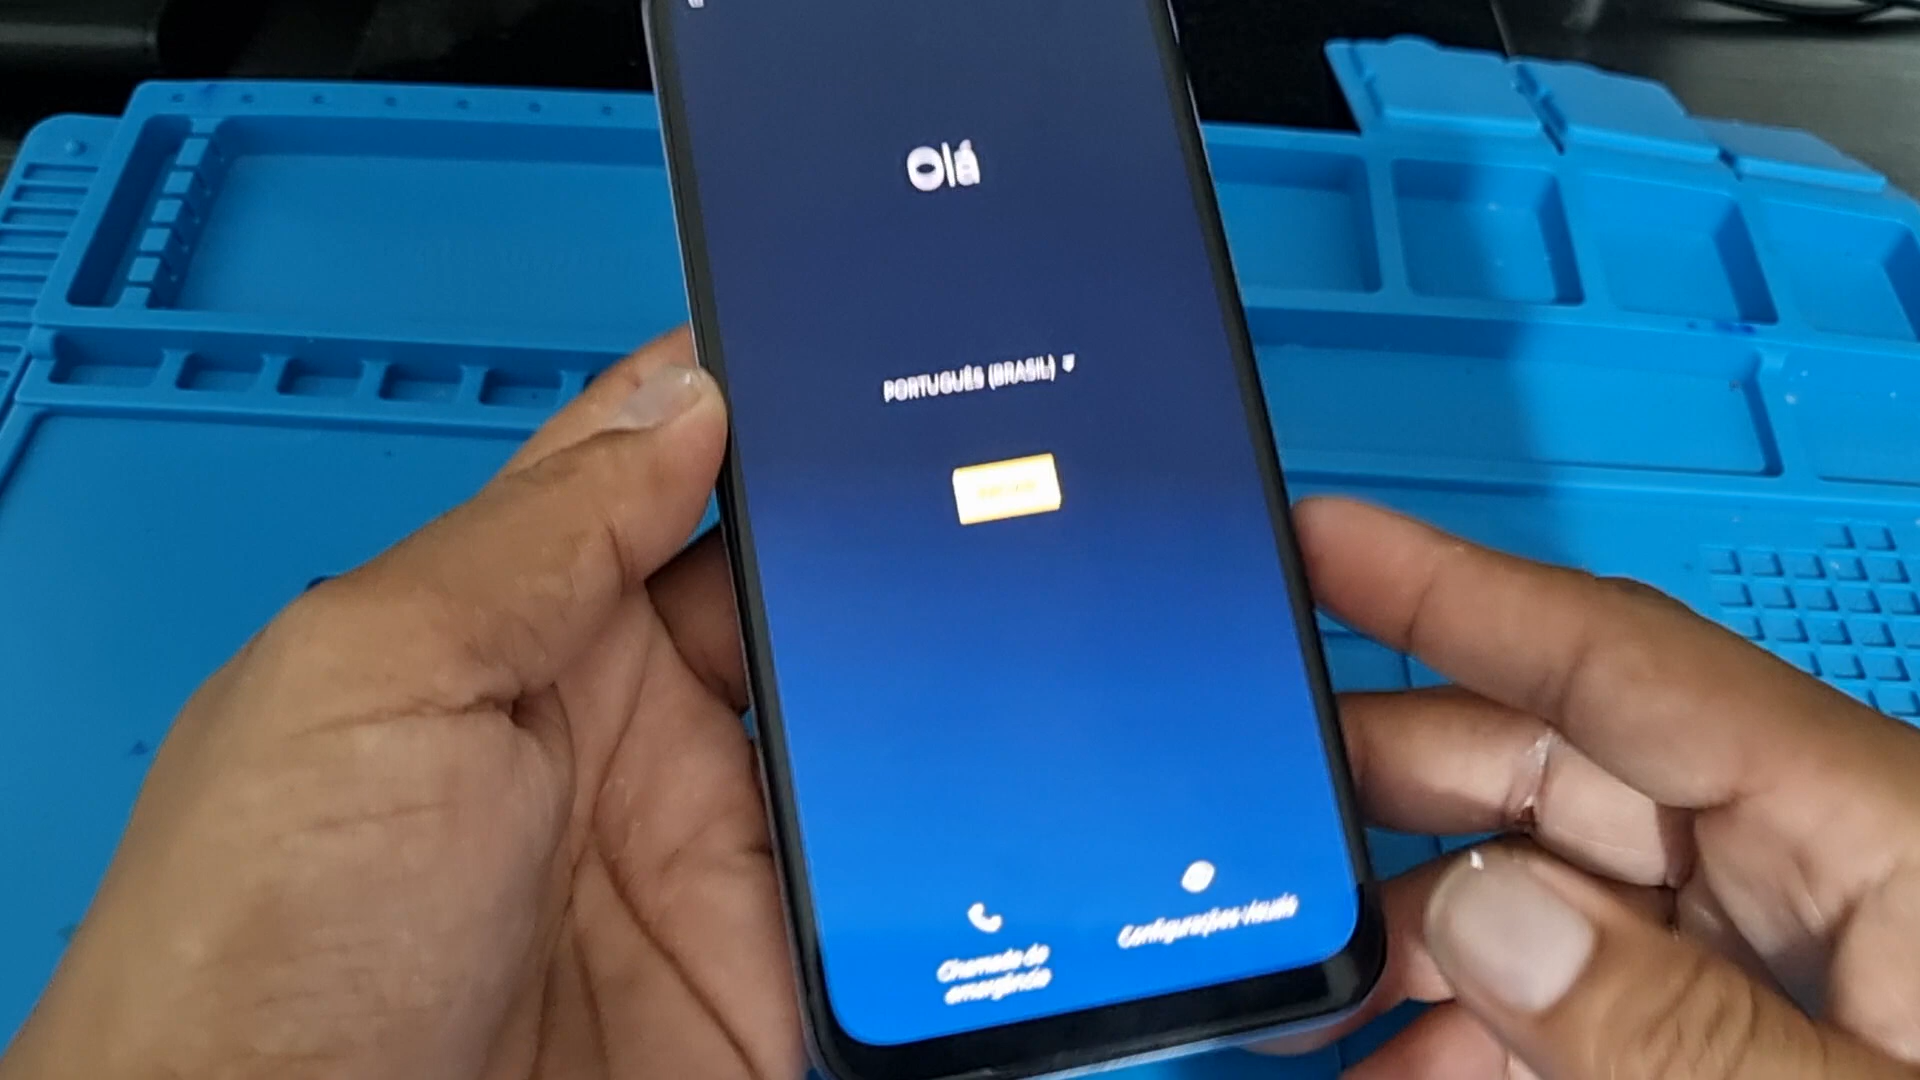 Olá
PORTUGUÊS (BRASIL)
Chamada de
emergência
Configurações visuais